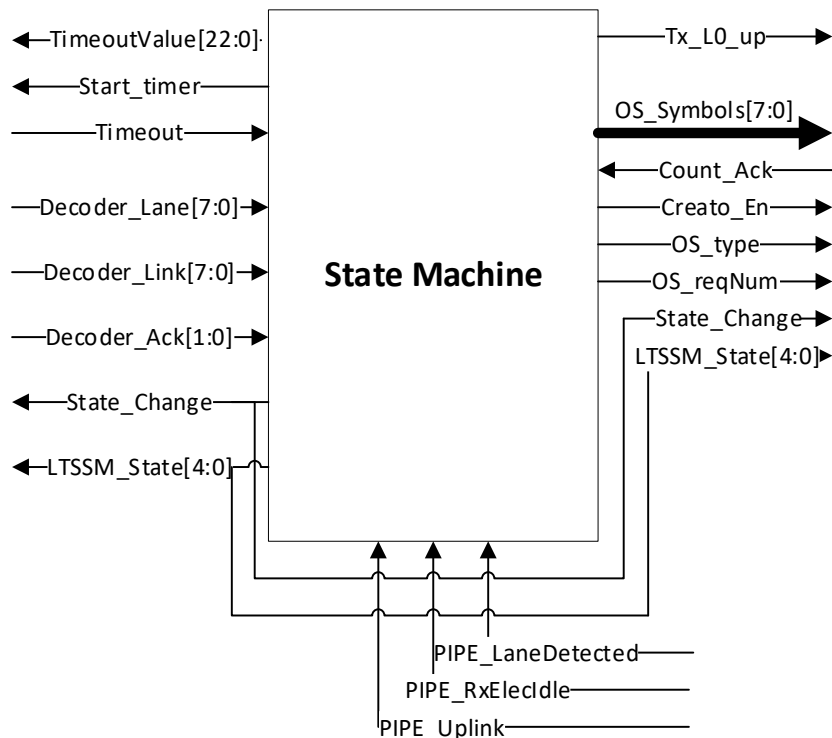 TimeoutValue[22:0]
Start_timer
Timeout
Decoder_Lane[7:0]
Decoder_Link[7:0]
Decoder_Ack[1:0]
State_Change
LTSSM_State[4:0]
State Machine
Tx_L0_up
OS_Symbols[7:0]
Count_Ack
Creato_En
OS_type
OS_reqNum
State_Change
LTSSM_State[4:0]
PIPE_LaneDetected
PIPE_RxElecIdle
PIPE_Uplink